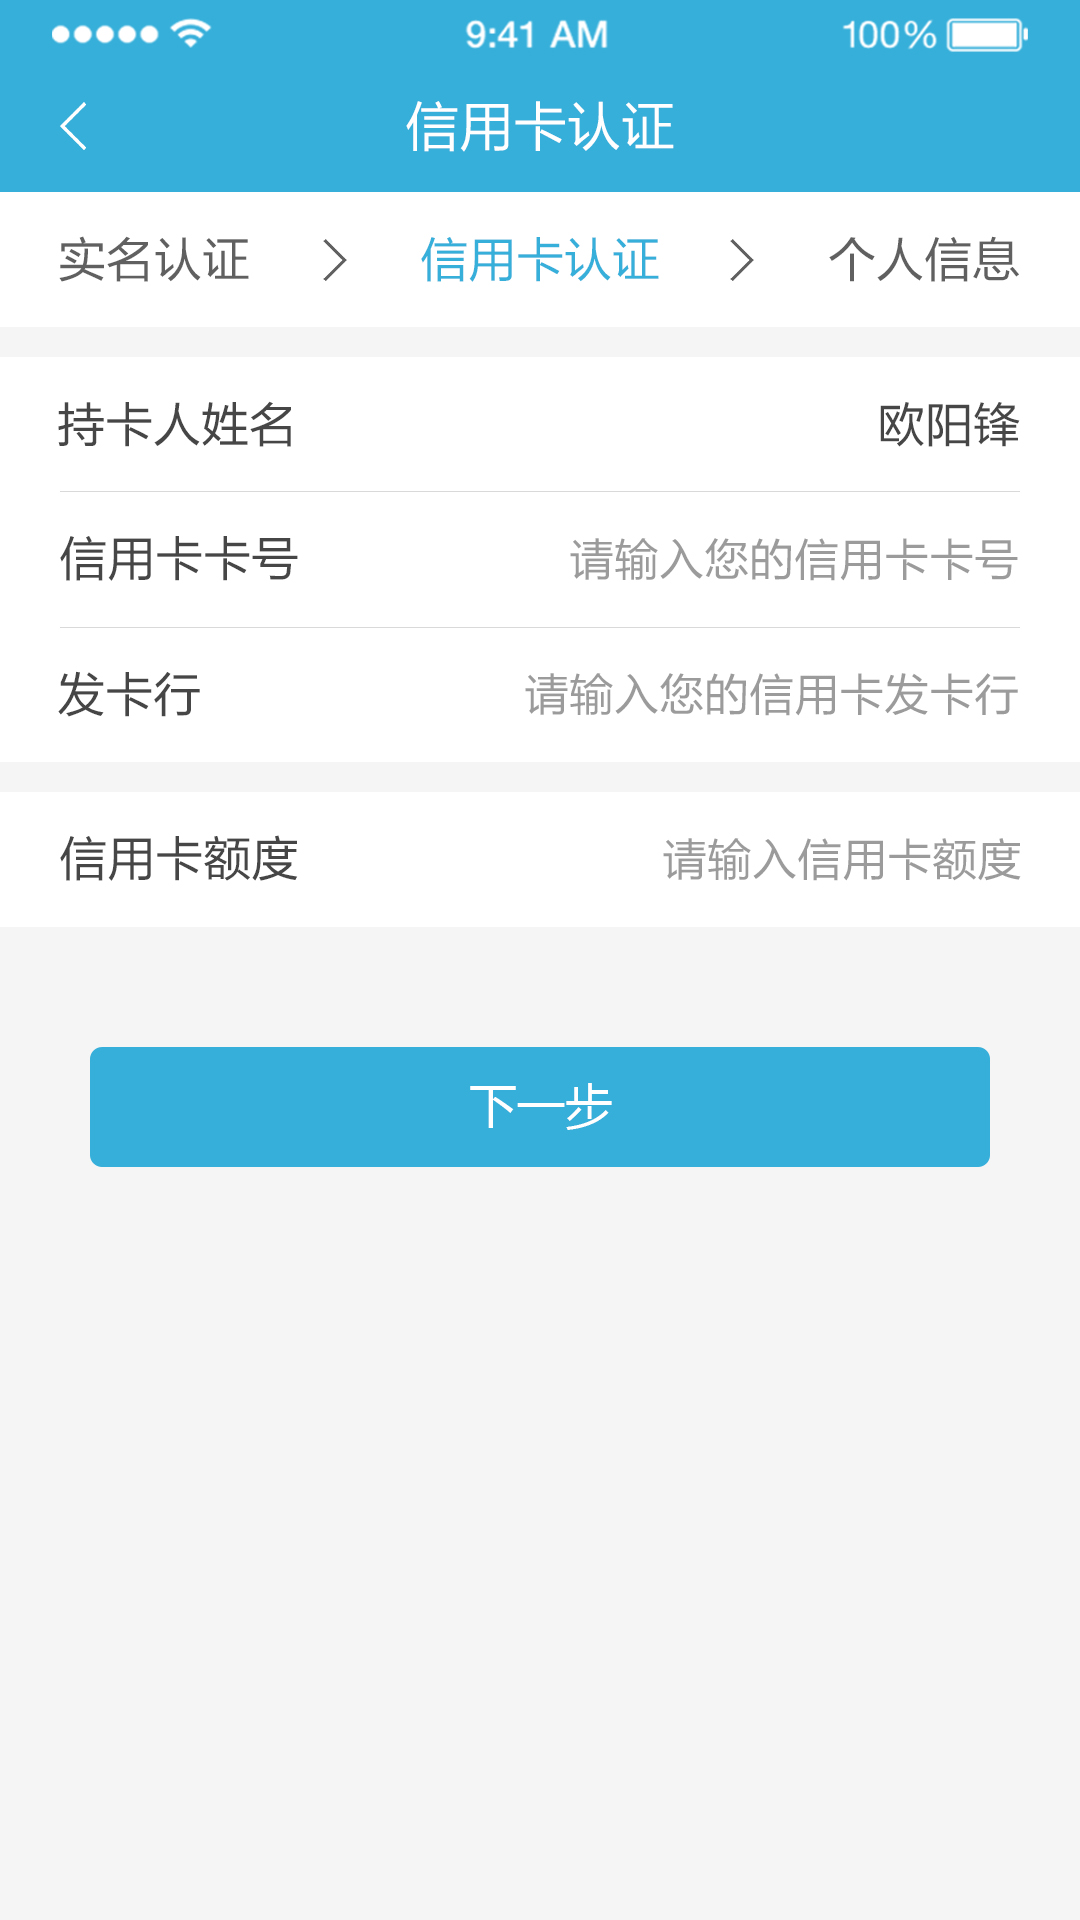 9:41 AM 100%
信用卡认证
实名认证 > 信用卡认证 > 个人信息
持卡人姓名 欧阳锋
信用卡卡号 请输入您的信用卡卡号
发卡行 请输入您的信用卡发卡行
信用卡额度 请输入信用卡额度
下一步